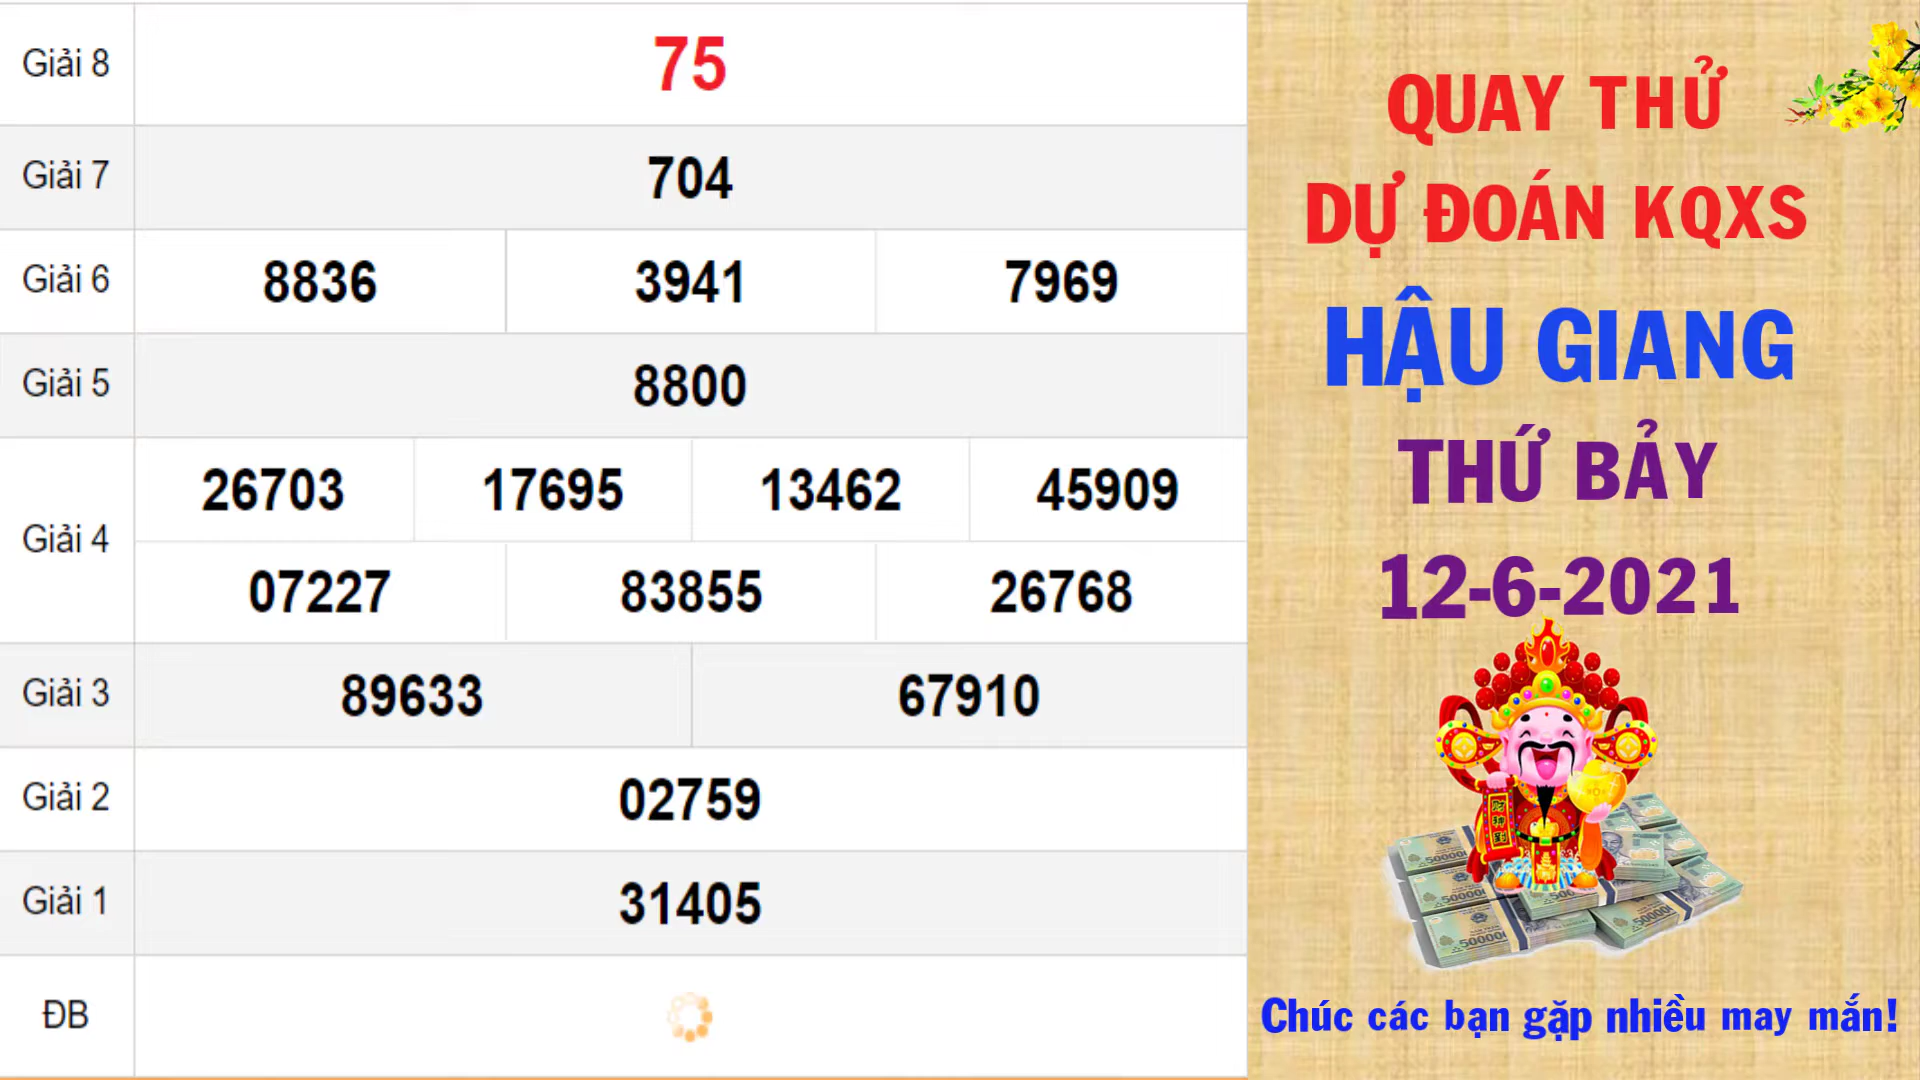 Giải 8 75
Giải 7 704
Giải 6 8836 3941 7969
Giải 5 8800
Giải 4 26703 17695 13462 45909
07227 83855 26768
Giải 3 89633 67910
Giải 2 02759
Giải 1 31405
ĐB
QUAY THỬ
DỰ ĐOÁN KQXS
HẬU GIANG
THỨ BẢY
12-6-2021
Chúc các bạn gặp nhiều may mắn!